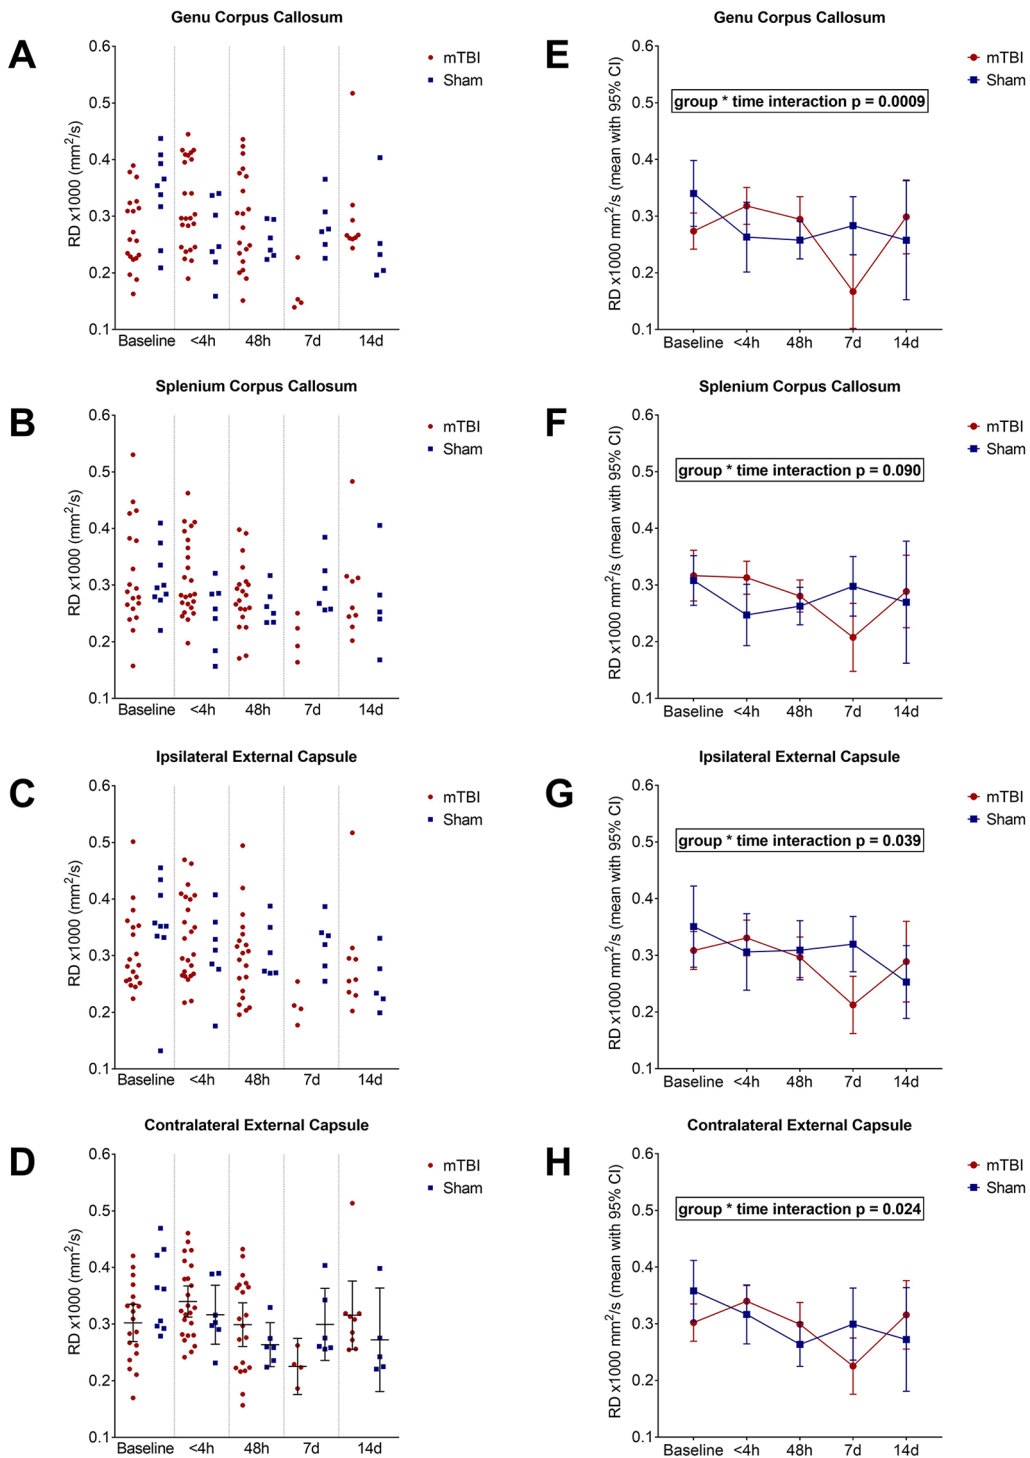 Genu Corpus Callosum
A
0.6
0.5
0.4
0.3
0.2
0.1
RD x1000 (mm²/s)
Baseline <4h 48h 7d 14d
mTBI
Sham
Genu Corpus Callosum
E
0.6
0.5
0.4
0.3
0.2
0.1
RD x1000 mm²/s (mean with 95% CI)
group * time interaction p = 0.0009
Baseline <4h 48h 7d 14d
mTBI
Sham
Splenium Corpus Callosum
B
0.6
0.5
0.4
0.3
0.2
0.1
RD x1000 (mm²/s)
Baseline <4h 48h 7d 14d
mTBI
Sham
Splenium Corpus Callosum
F
0.6
0.5
0.4
0.3
0.2
0.1
RD x1000 mm²/s (mean with 95% CI)
group * time interaction p = 0.090
Baseline <4h 48h 7d 14d
mTBI
Sham
Ipsilateral External Capsule
C
0.6
0.5
0.4
0.3
0.2
0.1
RD x1000 (mm²/s)
Baseline <4h 48h 7d 14d
mTBI
Sham
Ipsilateral External Capsule
G
0.6
0.5
0.4
0.3
0.2
0.1
RD x1000 mm²/s (mean with 95% CI)
group * time interaction p = 0.039
Baseline <4h 48h 7d 14d
mTBI
Sham
Contralateral External Capsule
D
0.6
0.5
0.4
0.3
0.2
0.1
RD x1000 (mm²/s)
Baseline <4h 48h 7d 14d
mTBI
Sham
Contralateral External Capsule
H
0.6
0.5
0.4
0.3
0.2
0.1
RD x1000 mm²/s (mean with 95% CI)
group * time interaction p = 0.024
Baseline <4h 48h 7d 14d
mTBI
Sham